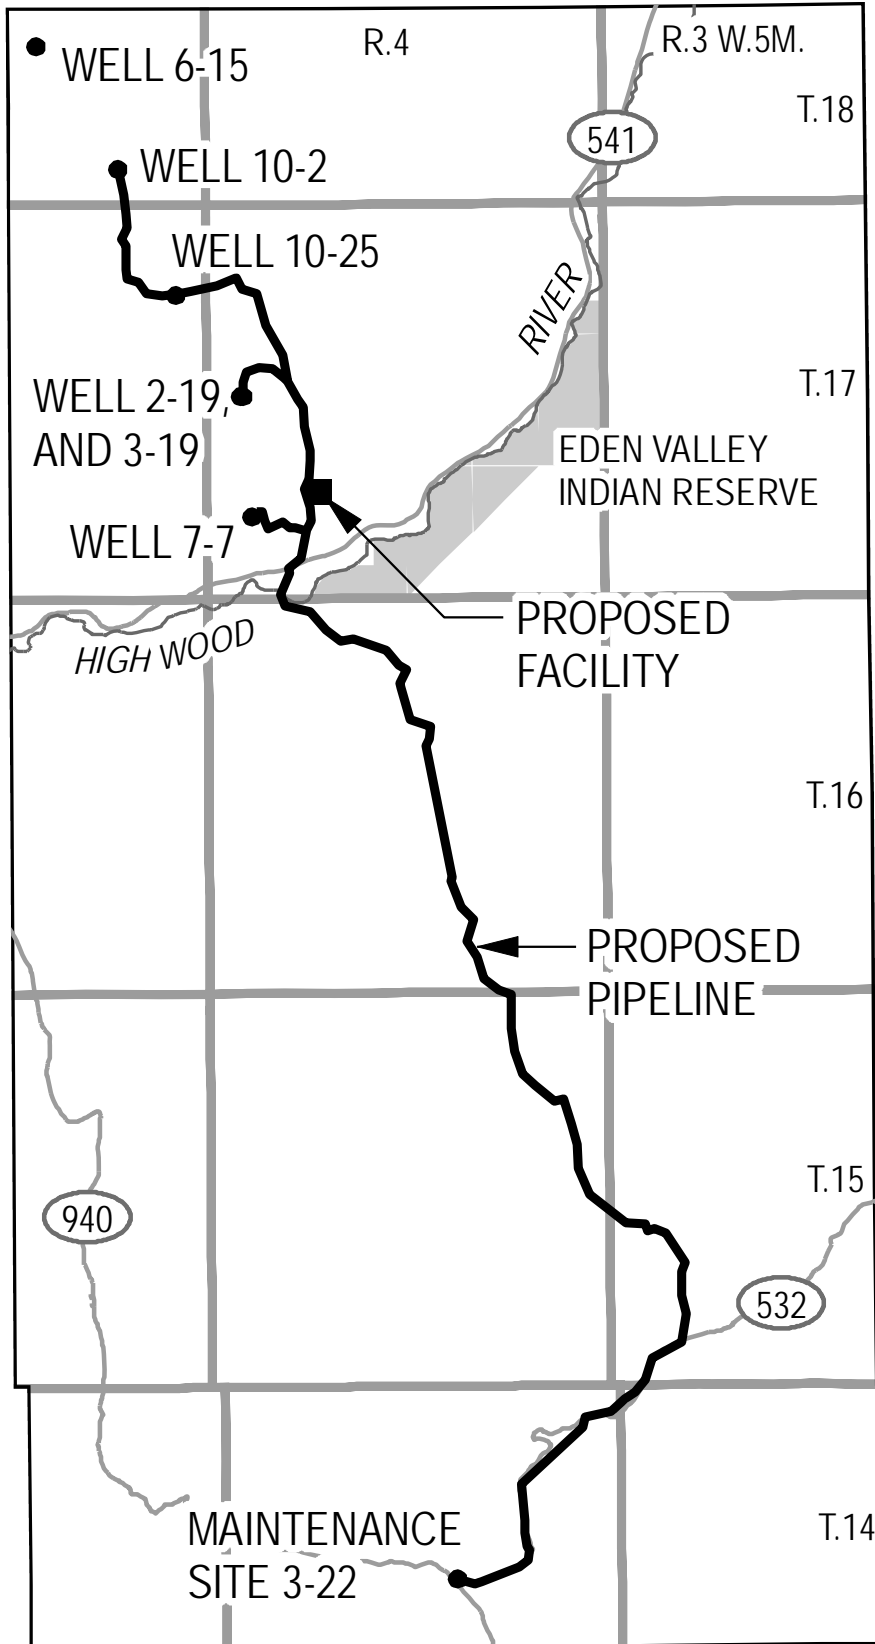 R.4
R.3 W.5M.
WELL 6-15
T.18
541
WELL 10-2
WELL 10-25
RIVER
T.17
WELL 2-19,
AND 3-19
EDEN VALLEY
INDIAN RESERVE
WELL 7-7
PROPOSED
FACILITY
HIGH WOOD
T.16
PROPOSED
PIPELINE
T.15
940
532
MAINTENANCE
SITE 3-22
T.14